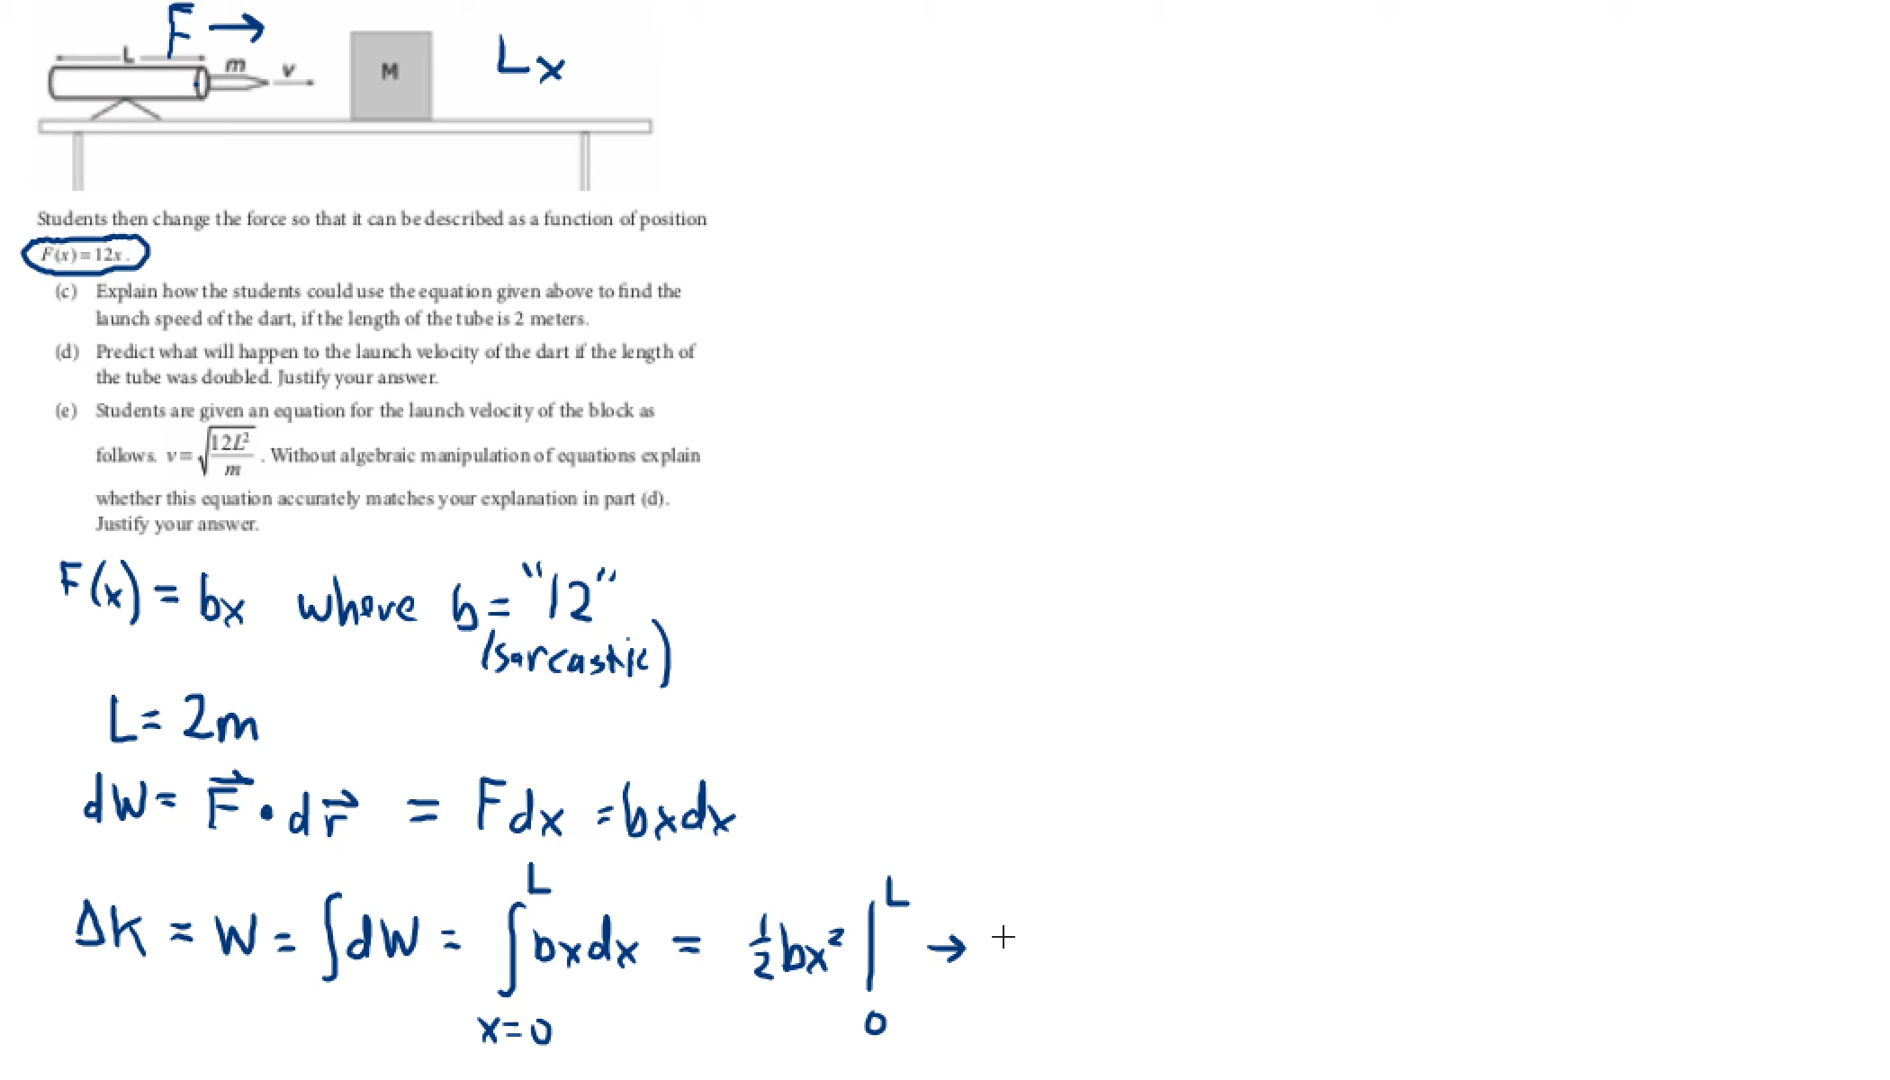 F →
L m v M L x
Students then change the force so that it can be described as a function of position
F(x)=12x.
(c) Explain how the students could use the equation given above to find the
launch speed of the dart, if the length of the tube is 2 meters.
(d) Predict what will happen to the launch velocity of the dart if the length of
the tube was doubled. Justify your answer.
(e) Students are given an equation for the launch velocity of the block as
follows. v=√(12L²/m). Without algebraic manipulation of equations explain
whether this equation accurately matches your explanation in part (d).
Justify your answer.
F(x) = bx where b = "12"
(sarcastic)
L = 2m
dW = F⃗ • dr⃗ = Fdx = bxdx
ΔK = W = ∫dW = ∫_{x=0}^{L} bxdx = ½bx² |_0^L →